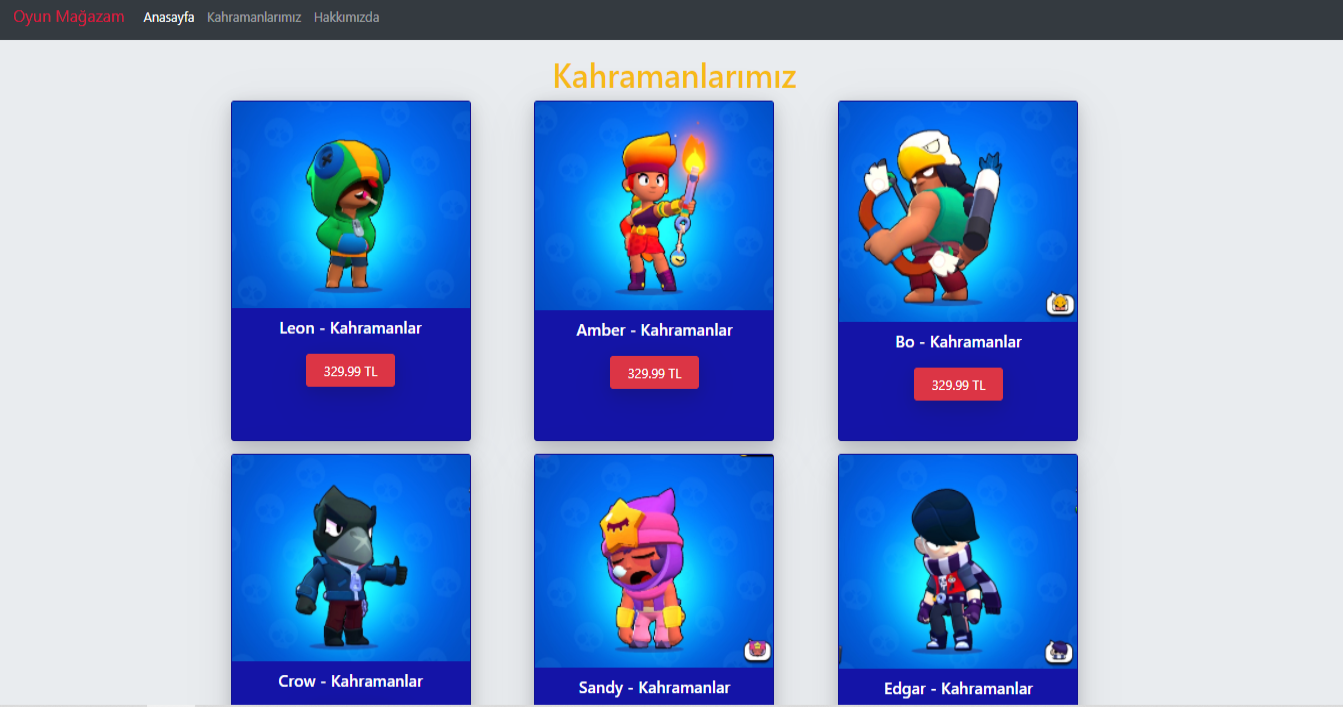 Oyun Mağazam Anasayfa Kahramanlarımız Hakkımızda
Kahramanlarımız
Leon - Kahramanlar
329.99 TL
Amber - Kahramanlar
329.99 TL
Bo - Kahramanlar
329.99 TL
Crow - Kahramanlar
Sandy - Kahramanlar
Edgar - Kahramanlar